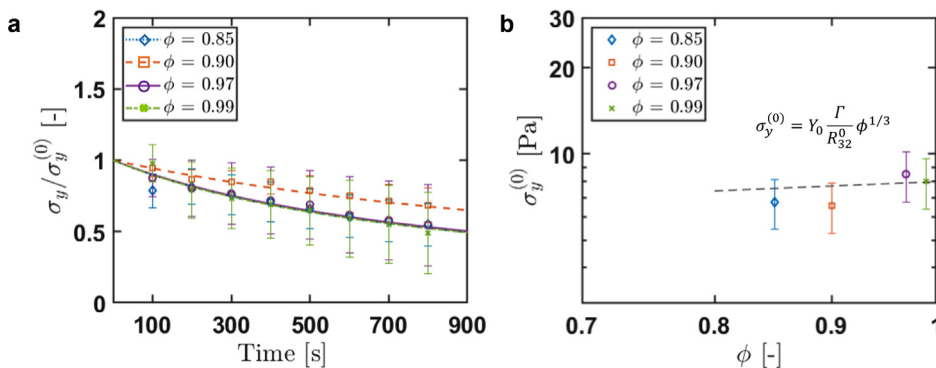 a
2
1.5
1
0.5
0
100 300 500 700 900
Time [s]
σ_y/σ_y^(0) [-]
ϕ = 0.85
ϕ = 0.90
ϕ = 0.97
ϕ = 0.99
b
30
20
10
0.7 0.8 0.9 1
ϕ [-]
σ_y^(0) [Pa]
ϕ = 0.85
ϕ = 0.90
ϕ = 0.97
ϕ = 0.99
σ_y^(0) = Y_0 Γ/R_32^0 ϕ^1/3